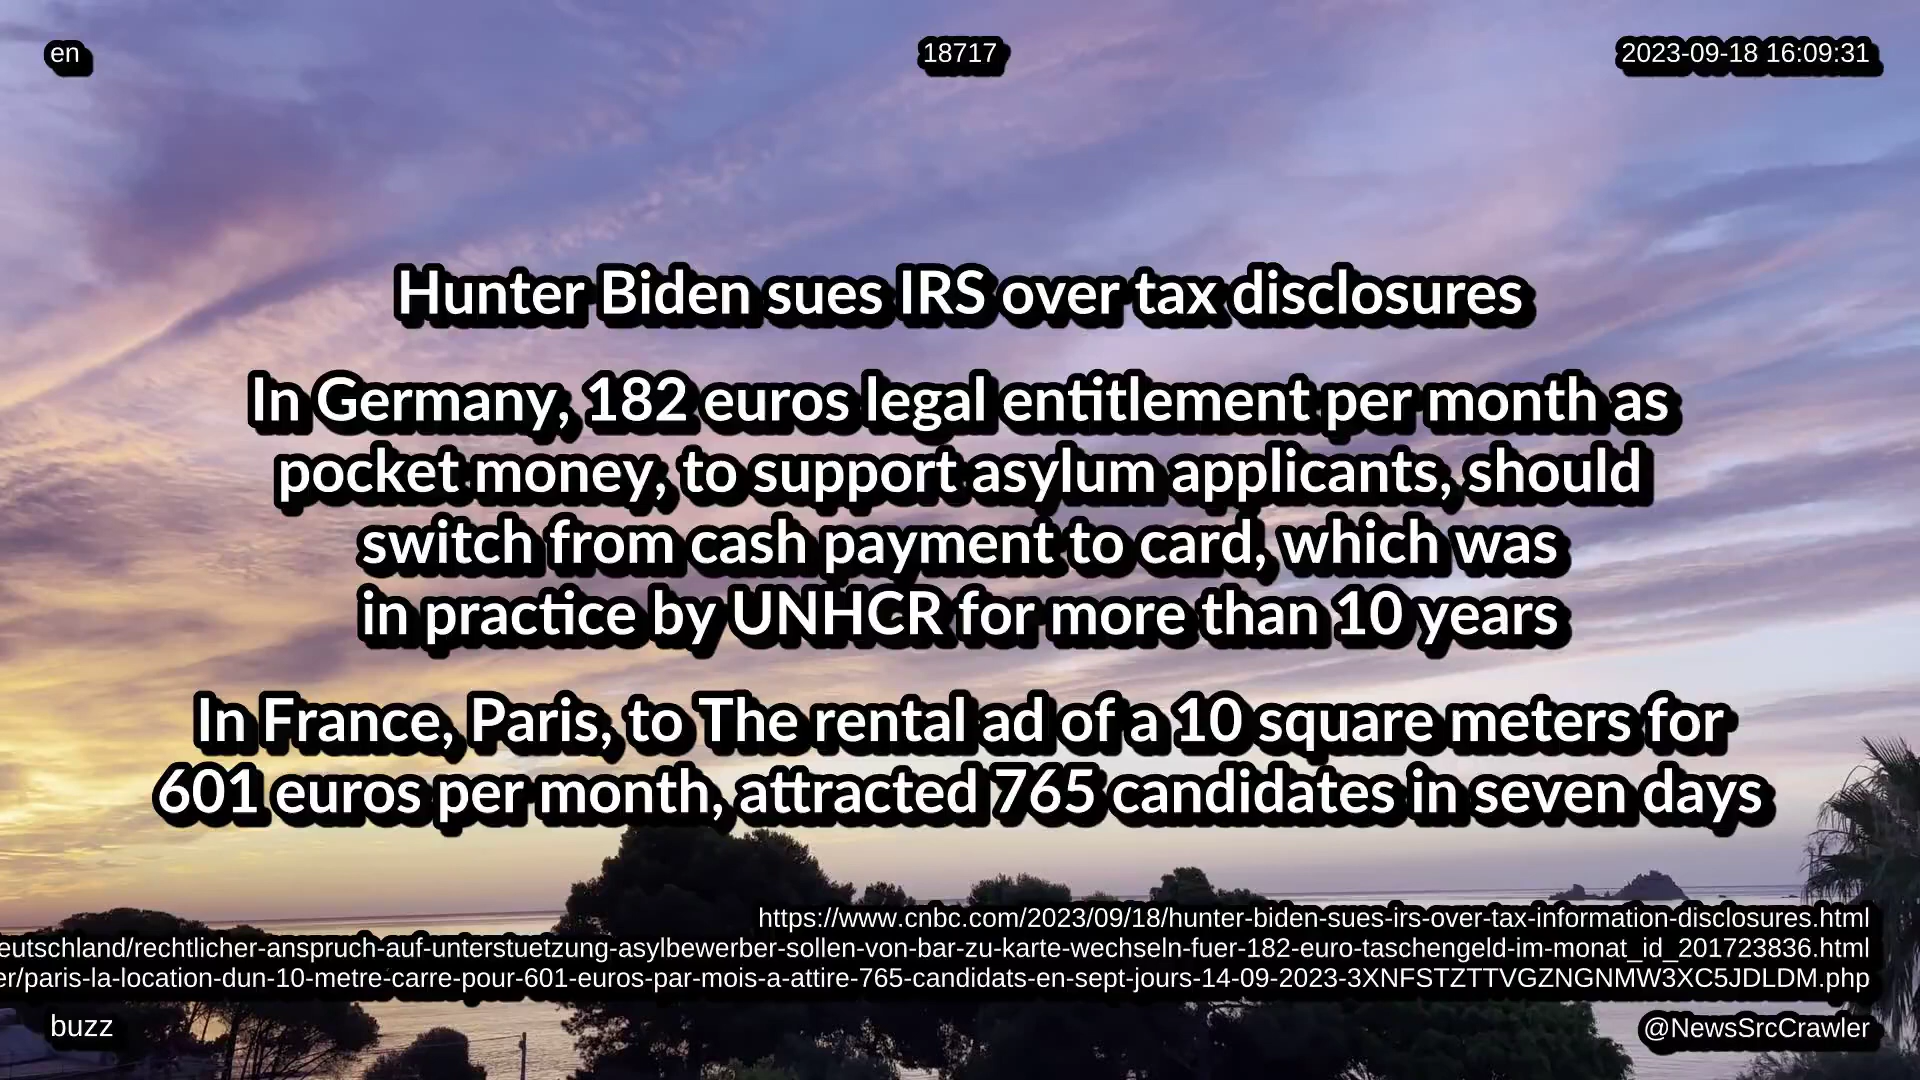 en
18717
2023-09-18 16:09:31
Hunter Biden sues IRS over tax disclosures
In Germany, 182 euros legal entitlement per month as
pocket money, to support asylum applicants, should
switch from cash payment to card, which was
in practice by UNHCR for more than 10 years
In France, Paris, to The rental ad of a 10 square meters for
601 euros per month, attracted 765 candidates in seven days
https://www.cnbc.com/2023/09/18/hunter-biden-sues-irs-over-tax-information-disclosures.html
eutschland/rechtlicher-anspruch-auf-unterstuetzung-asylbewerber-sollen-von-bar-zu-karte-wechseln-fuer-182-euro-taschengeld-im-monat_id_201723836.html
er/paris-la-location-dun-10-metre-carre-pour-601-euros-par-mois-a-attire-765-candidats-en-sept-jours-14-09-2023-3XNFSTZTTVGZNGNMW3XC5JDLDM.php
buzz
@NewsSrcCrawler